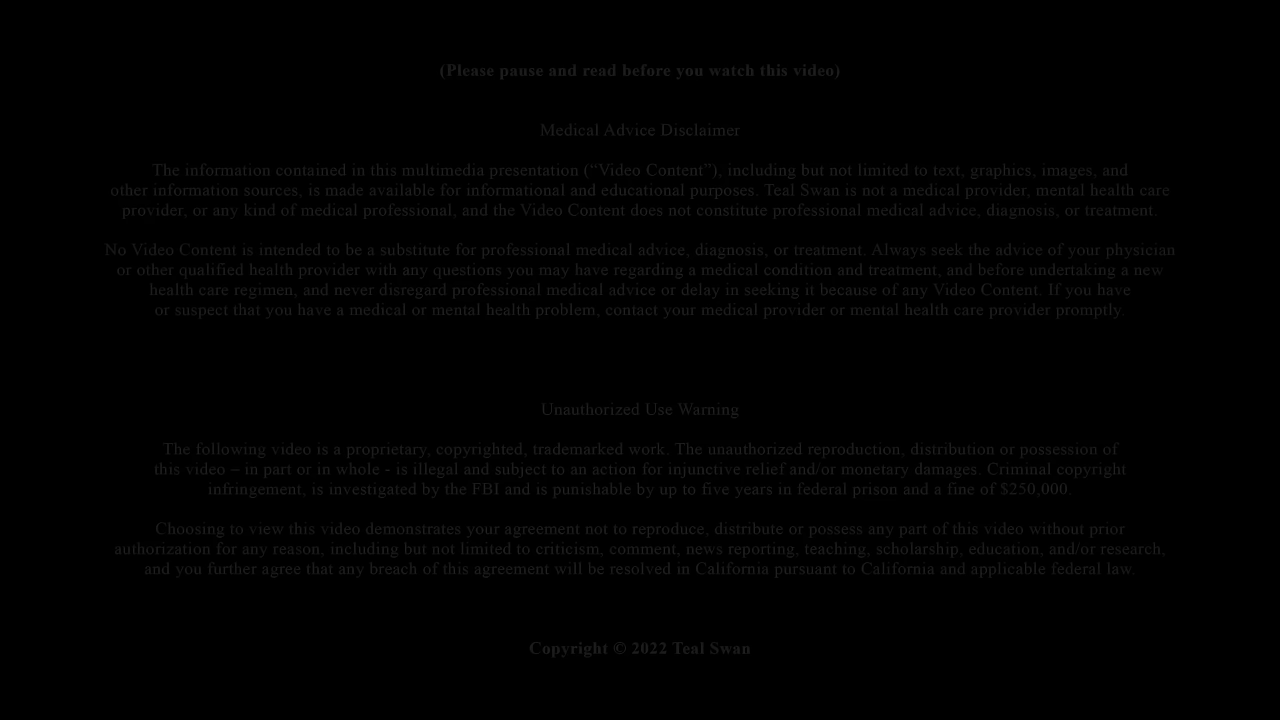 (Please pause and read before you watch this video)
Medical Advice Disclaimer
The information contained in this multimedia presentation (“Video Content”), including but not limited to text, graphics, images, and
other information sources, is made available for informational and educational purposes. Teal Swan is not a medical provider, mental health care
provider, or any kind of medical professional, and the Video Content does not constitute professional medical advice, diagnosis, or treatment.
No Video Content is intended to be a substitute for professional medical advice, diagnosis, or treatment. Always seek the advice of your physician
or other qualified health provider with any questions you may have regarding a medical condition and treatment, and before undertaking a new
health care regimen, and never disregard professional medical advice or delay in seeking it because of any Video Content. If you have
or suspect that you have a medical or mental health problem, contact your medical provider or mental health care provider promptly.
Unauthorized Use Warning
The following video is a proprietary, copyrighted, trademarked work. The unauthorized reproduction, distribution or possession of
this video – in part or in whole - is illegal and subject to an action for injunctive relief and/or monetary damages. Criminal copyright
infringement, is investigated by the FBI and is punishable by up to five years in federal prison and a fine of $250,000.
Choosing to view this video demonstrates your agreement not to reproduce, distribute or possess any part of this video without prior
authorization for any reason, including but not limited to criticism, comment, news reporting, teaching, scholarship, education, and/or research,
and you further agree that any breach of this agreement will be resolved in California pursuant to California and applicable federal law.
Copyright © 2022 Teal Swan